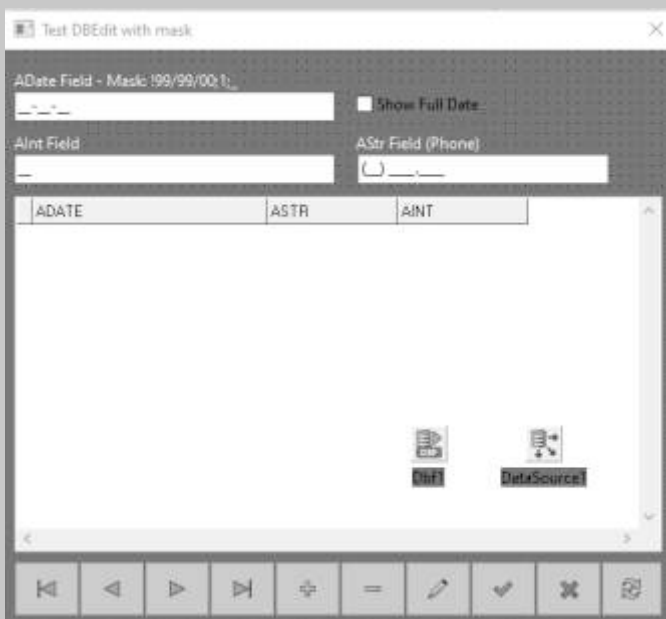 Test DBEdit with mask
ADate Field - Mask: !99/99/00;1;_
__-__-__
Show Full Date
AInt Field
AStr Field (Phone)
__
(__) ___.___
ADATE ASTR AINT
Dbf1 DataSource1